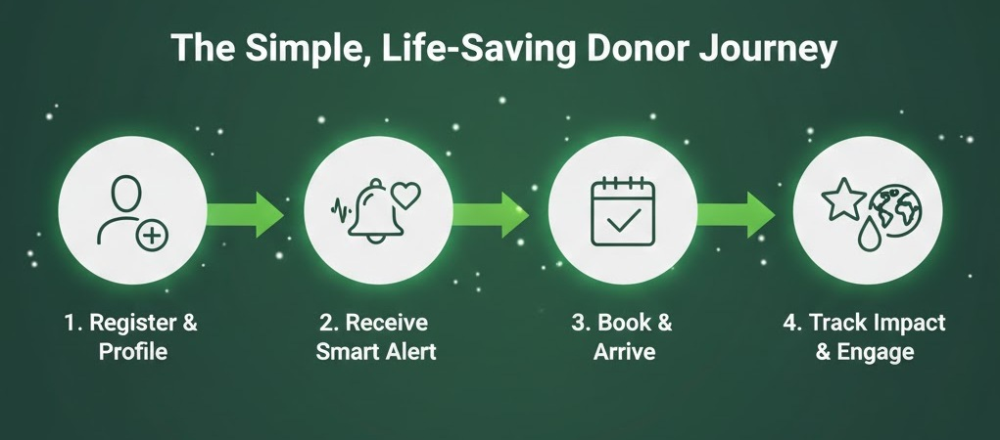 The Simple, Life-Saving Donor Journey
1. Register &
Profile
2. Receive
Smart Alert
3. Book &
Arrive
4. Track Impact
& Engage